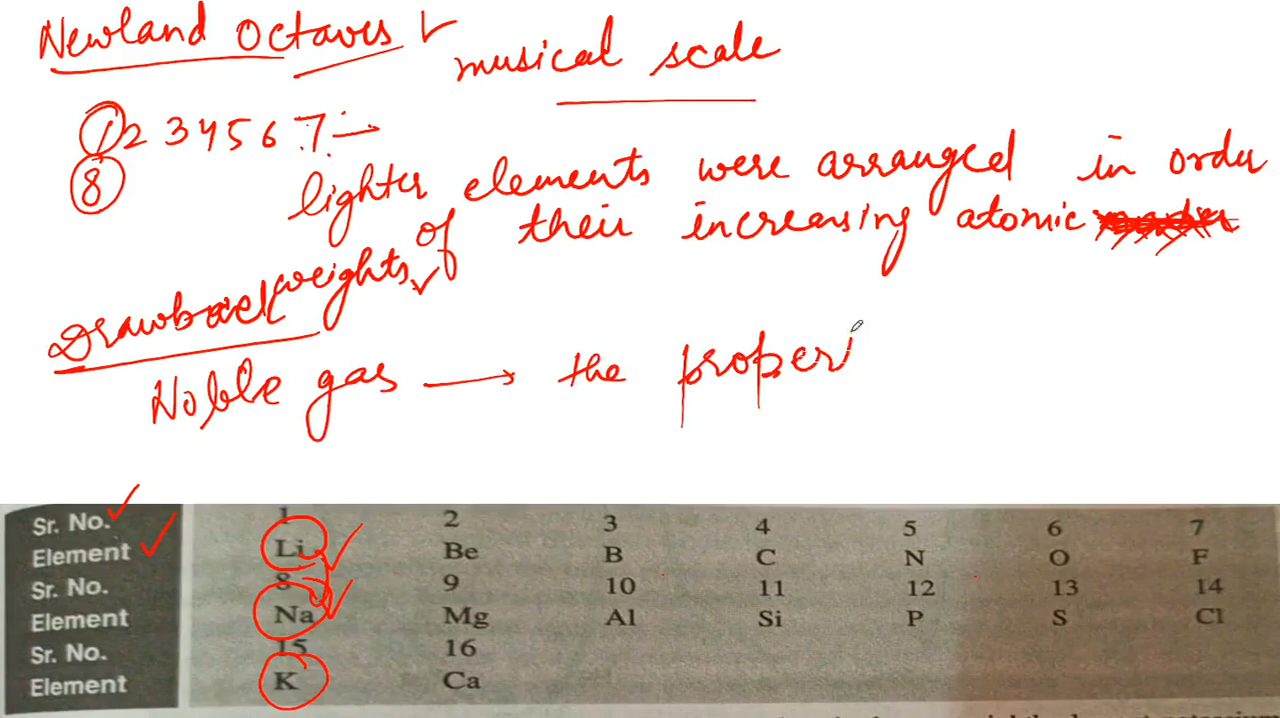 Newland Octaves
musical scale
1 2 3 4 5 6 7
8
lighter elements were arranged in order
of their increasing atomic
weights
Drawback
Noble gas → the properi
Sr. No. 1 2 3 4 5 6 7
Element Li Be B C N O F
Sr. No. 8 9 10 11 12 13 14
Element Na Mg Al Si P S Cl
Sr. No. 15 16
Element K Ca